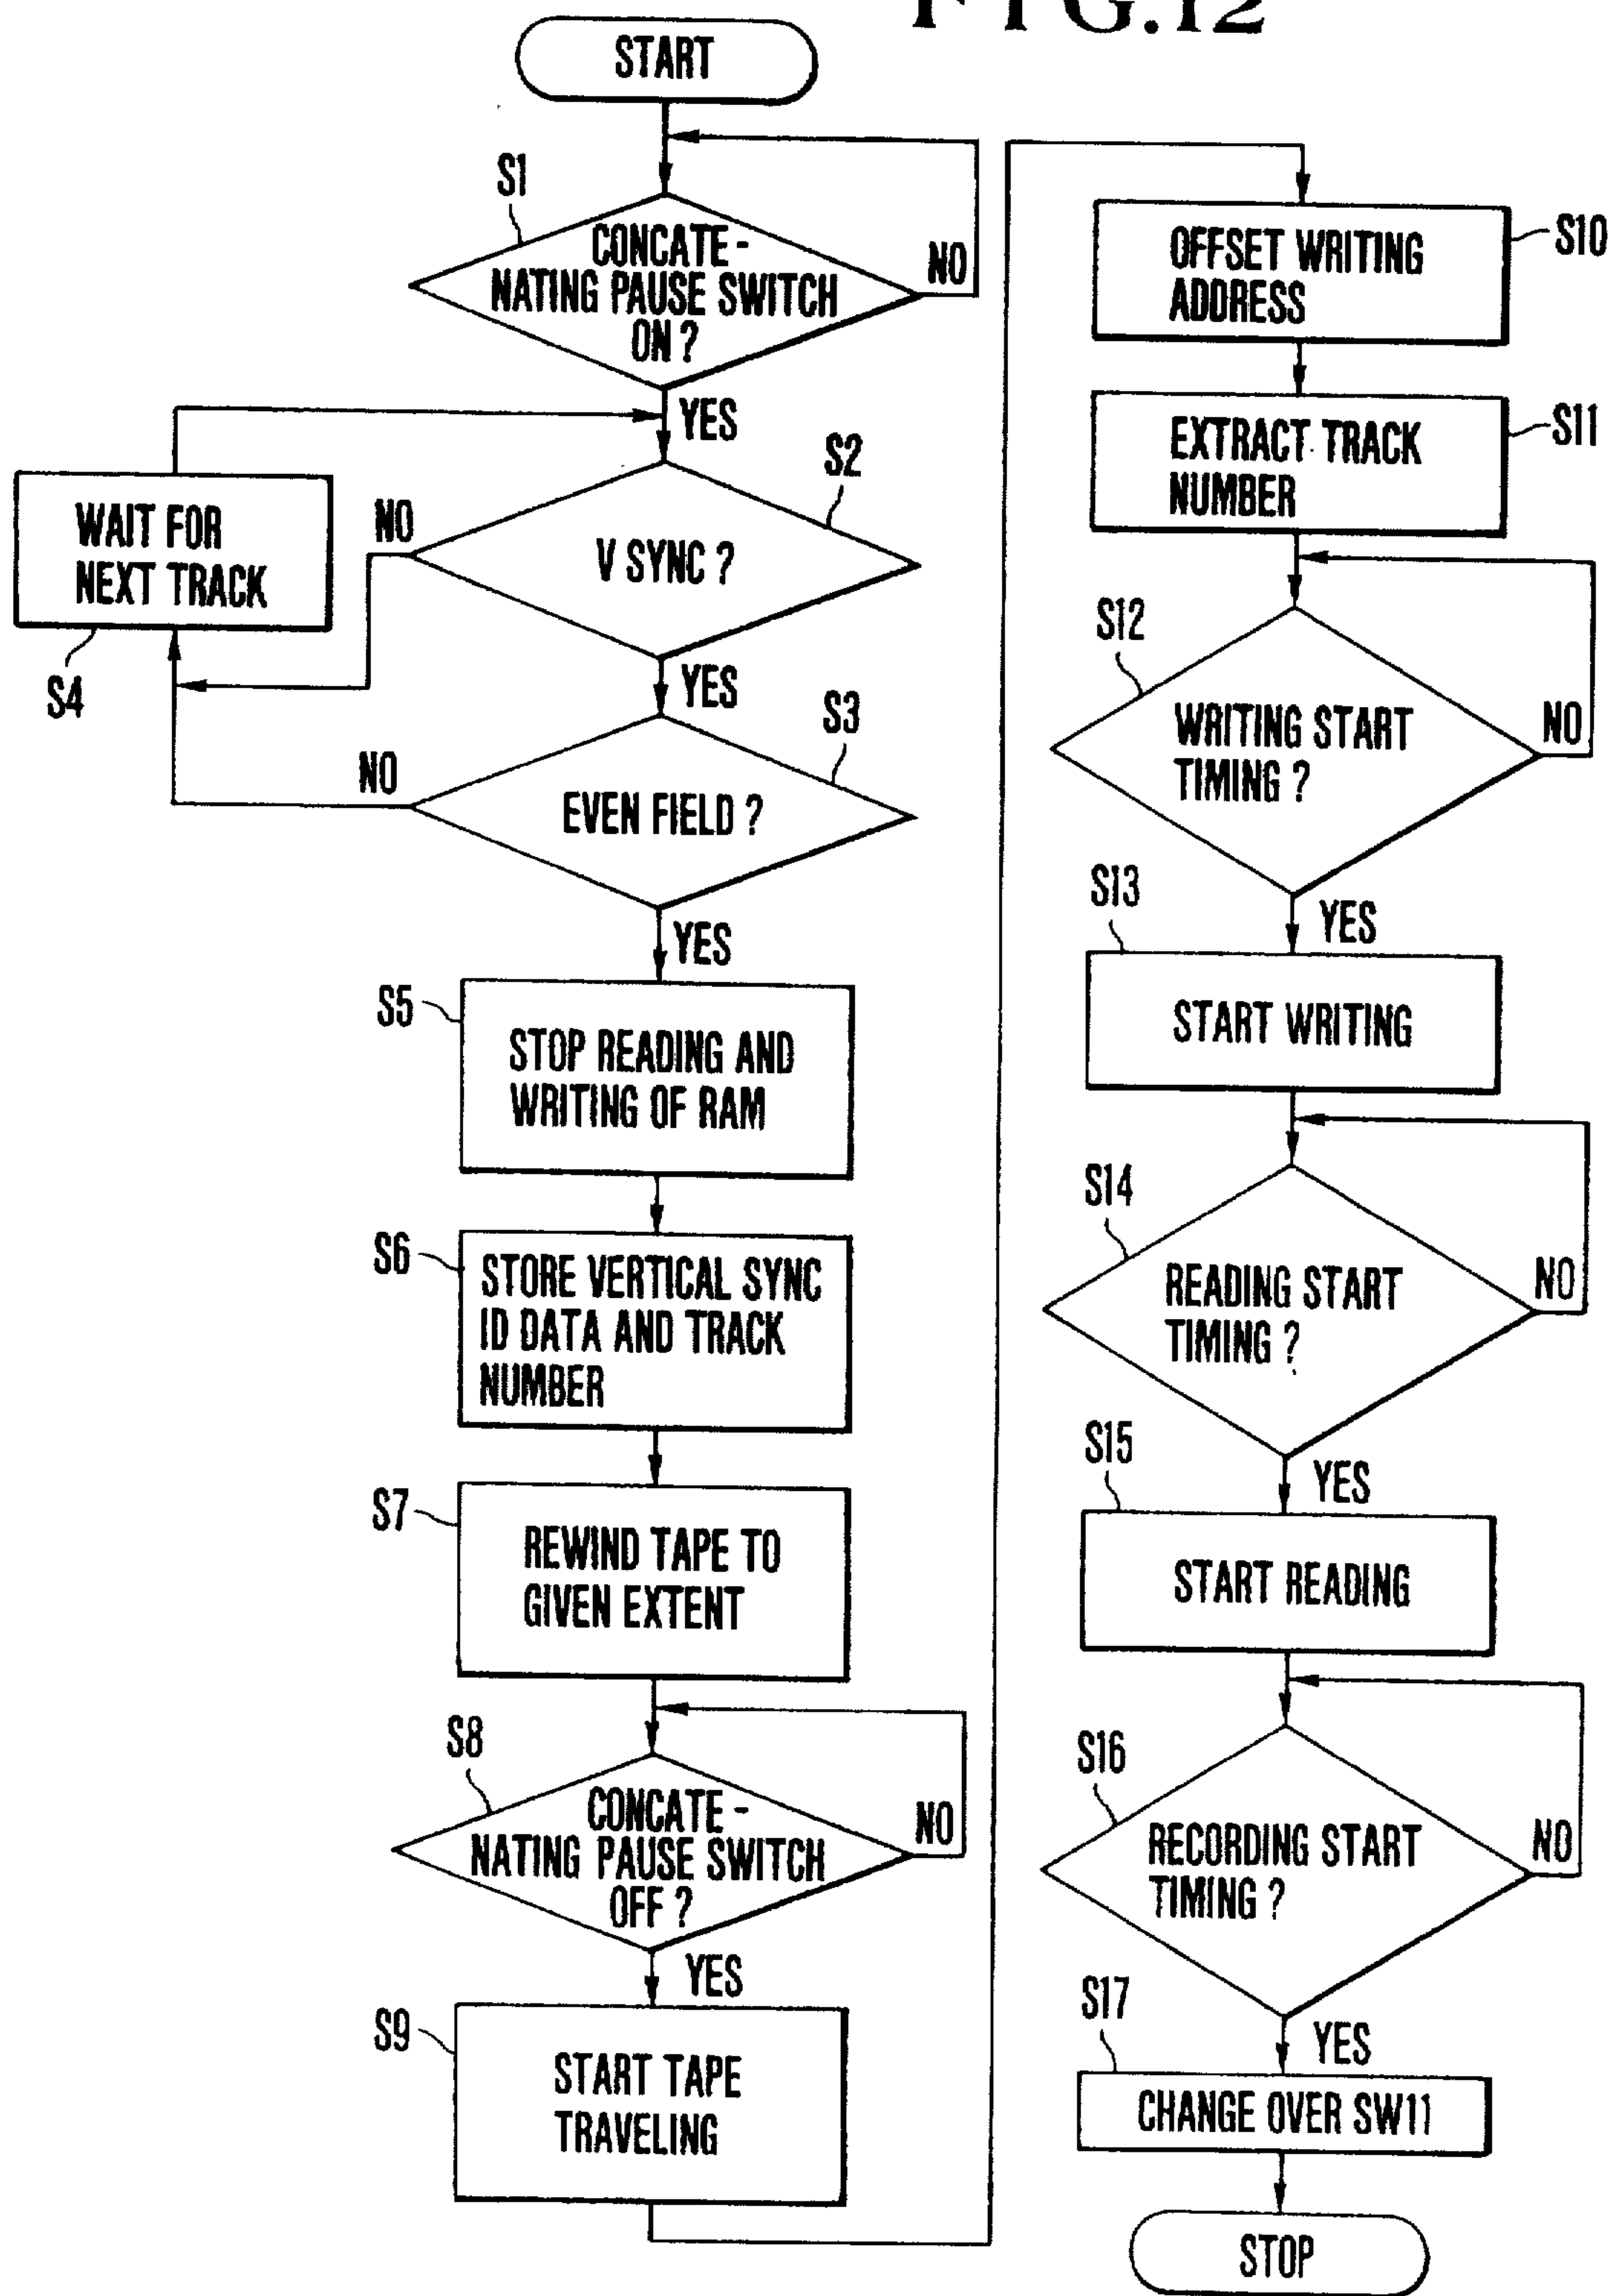 FIG.12
START
S1
CONCATE-
NATING PAUSE SWITCH
ON ?
NO
YES
S2
V SYNC ?
NO
WAIT FOR
NEXT TRACK
S4
YES
S3
EVEN FIELD ?
NO
YES
S5
STOP READING AND
WRITING OF RAM
S6
STORE VERTICAL SYNC
ID DATA AND TRACK
NUMBER
S7
REWIND TAPE TO
GIVEN EXTENT
S8
CONCATE-
NATING PAUSE SWITCH
OFF ?
NO
YES
S9
START TAPE
TRAVELING
OFFSET WRITING
ADDRESS
S10
EXTRACT TRACK
NUMBER
S11
S12
WRITING START
TIMING ?
NO
YES
S13
START WRITING
S14
READING START
TIMING ?
NO
YES
S15
START READING
S16
RECORDING START
TIMING ?
NO
YES
S17
CHANGE OVER SW11
STOP